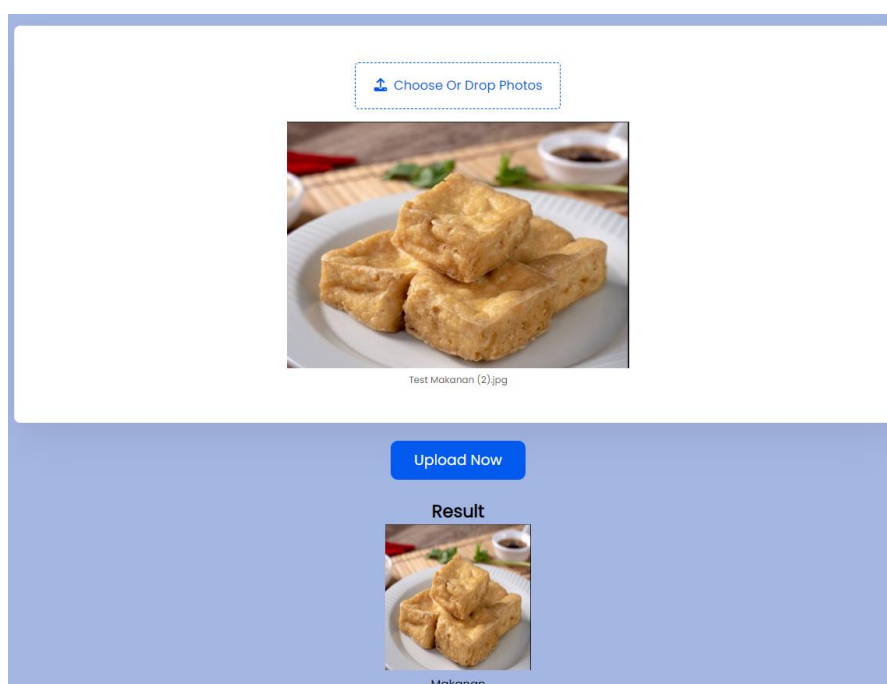 Choose Or Drop Photos
Test Makanan (2).jpg
Upload Now
Result
Makanan